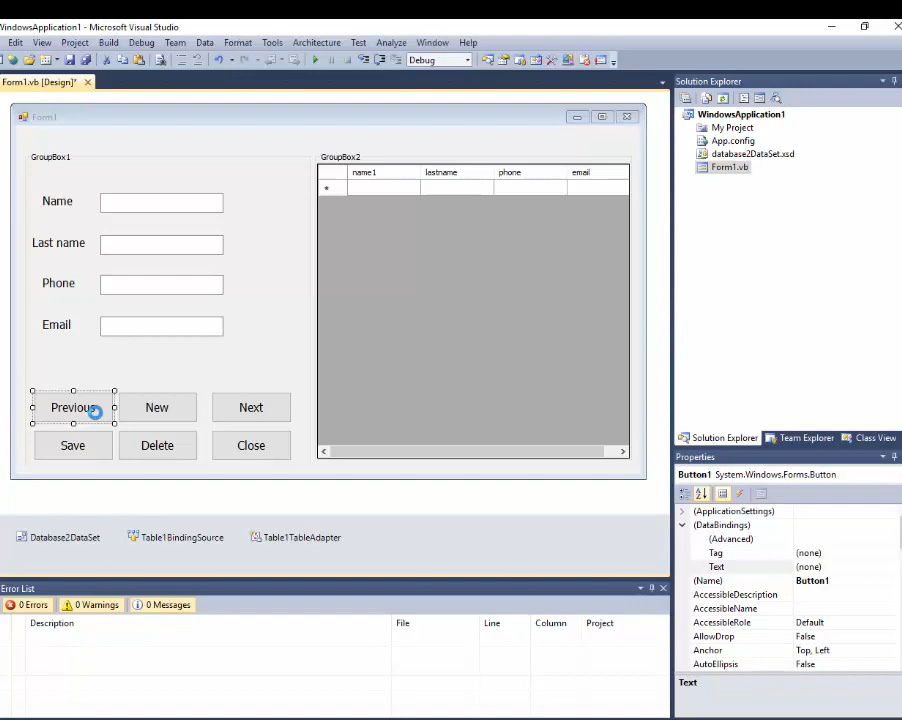 WindowsApplication1 - Microsoft Visual Studio
Edit View Project Build Debug Team Data Format Tools Architecture Test Analyze Window Help
Debug
Form1.vb [Design]*
Form1
GroupBox1
GroupBox2
name1 lastname phone email
*
Name
Last name
Phone
Email
Previous New Next
Save Delete Close
Database2DataSet Table1BindingSource Table1TableAdapter
Error List
0 Errors 0 Warnings 0 Messages
Description File Line Column Project
Solution Explorer
WindowsApplication1
My Project
App.config
database2DataSet.xsd
Form1.vb
Solution Explorer Team Explorer Class View
Properties
Button1 System.Windows.Forms.Button
(ApplicationSettings)
(DataBindings)
(Advanced)
Tag (none)
Text (none)
(Name) Button1
AccessibleDescription
AccessibleName
AccessibleRole Default
AllowDrop False
Anchor Top, Left
AutoEllipsis False
Text